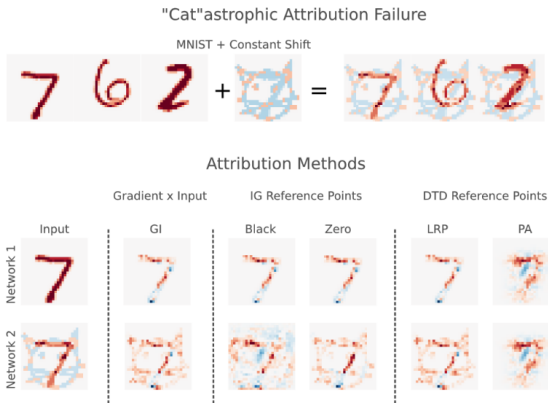 "Cat"astrophic Attribution Failure
MNIST + Constant Shift
+ =
Attribution Methods
Gradient x Input IG Reference Points DTD Reference Points
Input GI Black Zero LRP PA
Network 1
Network 2